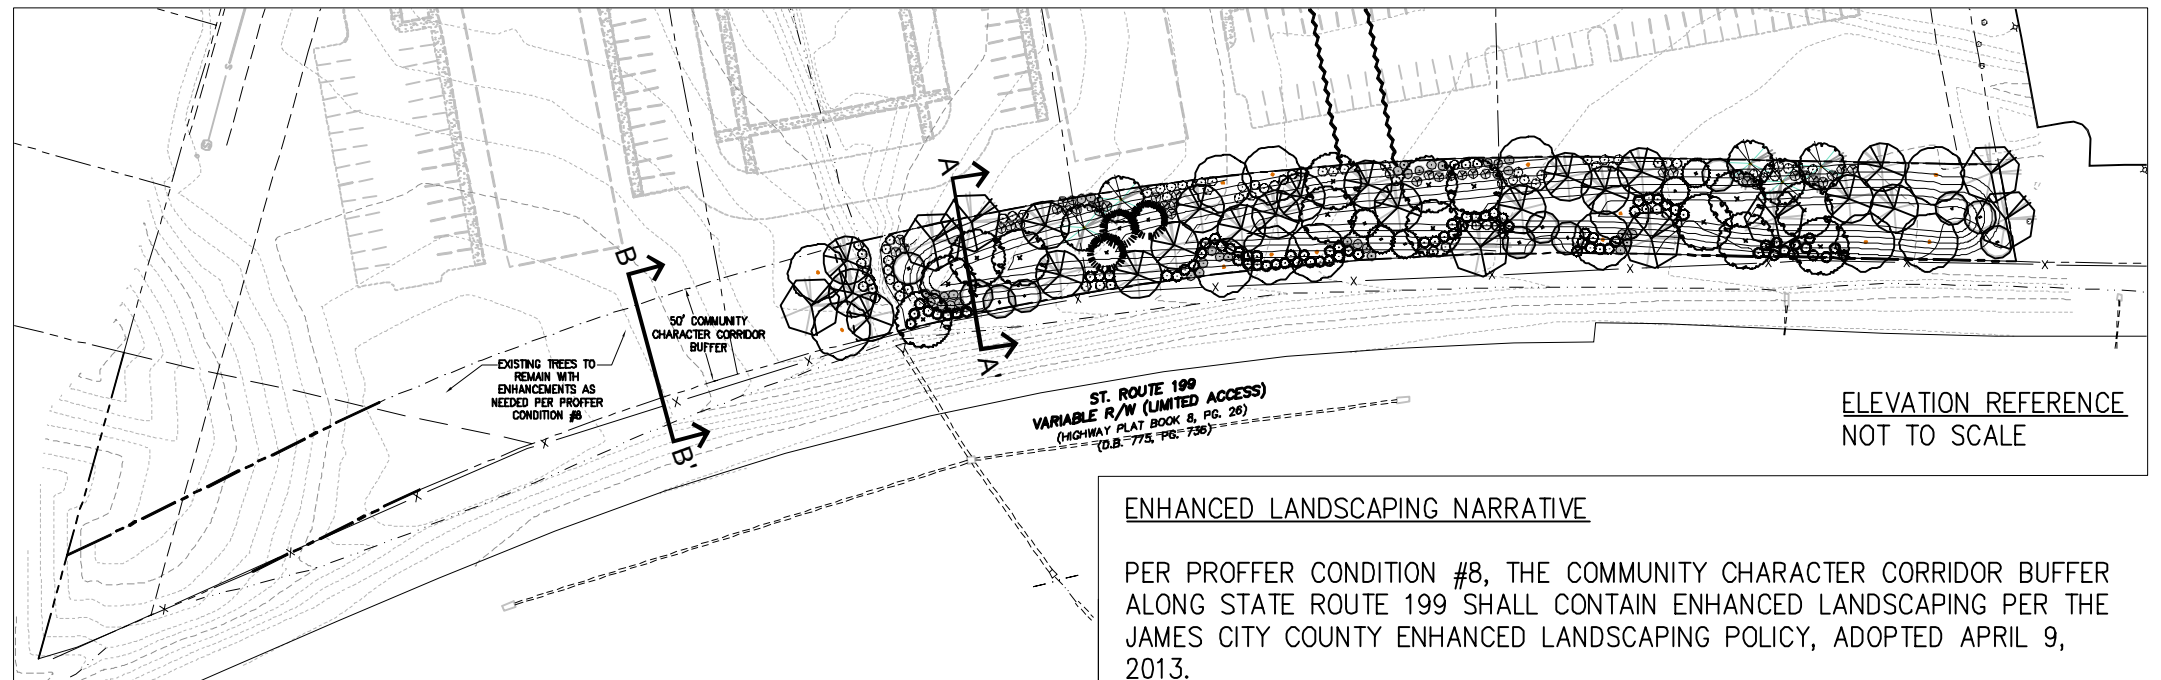 A
A'
B
B'
50' COMMUNITY
CHARACTER CORRIDOR
BUFFER
EXISTING TREES TO
REMAIN WITH
ENHANCEMENTS AS
NEEDED PER PROFFER
CONDITION #8
ST. ROUTE 199
VARIABLE R/W (LIMITED ACCESS)
(HIGHWAY PLAT BOOK 8, PG. 26)
(D.B. 775, PG. 736)
ELEVATION REFERENCE
NOT TO SCALE
ENHANCED LANDSCAPING NARRATIVE
PER PROFFER CONDITION #8, THE COMMUNITY CHARACTER CORRIDOR BUFFER
ALONG STATE ROUTE 199 SHALL CONTAIN ENHANCED LANDSCAPING PER THE
JAMES CITY COUNTY ENHANCED LANDSCAPING POLICY, ADOPTED APRIL 9,
2013.